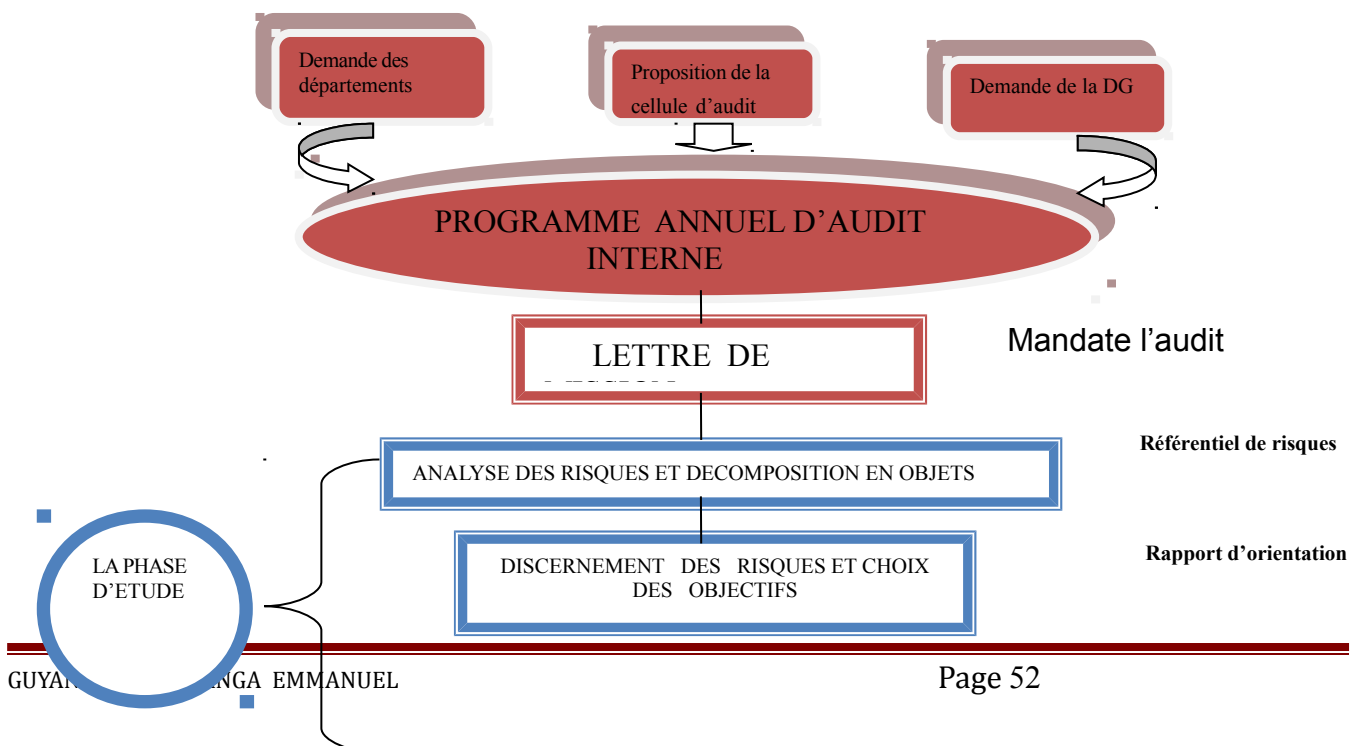 Demande des
départements
Proposition de la
cellule d'audit
Demande de la DG
PROGRAMME ANNUEL D'AUDIT
INTERNE
LETTRE DE
Mandate l'audit
ANALYSE DES RISQUES ET DECOMPOSITION EN OBJETS
Référentiel de risques
DISCERNEMENT DES RISQUES ET CHOIX
DES OBJECTIFS
Rapport d'orientation
LA PHASE
D'ETUDE
EMMANUEL
Page 52